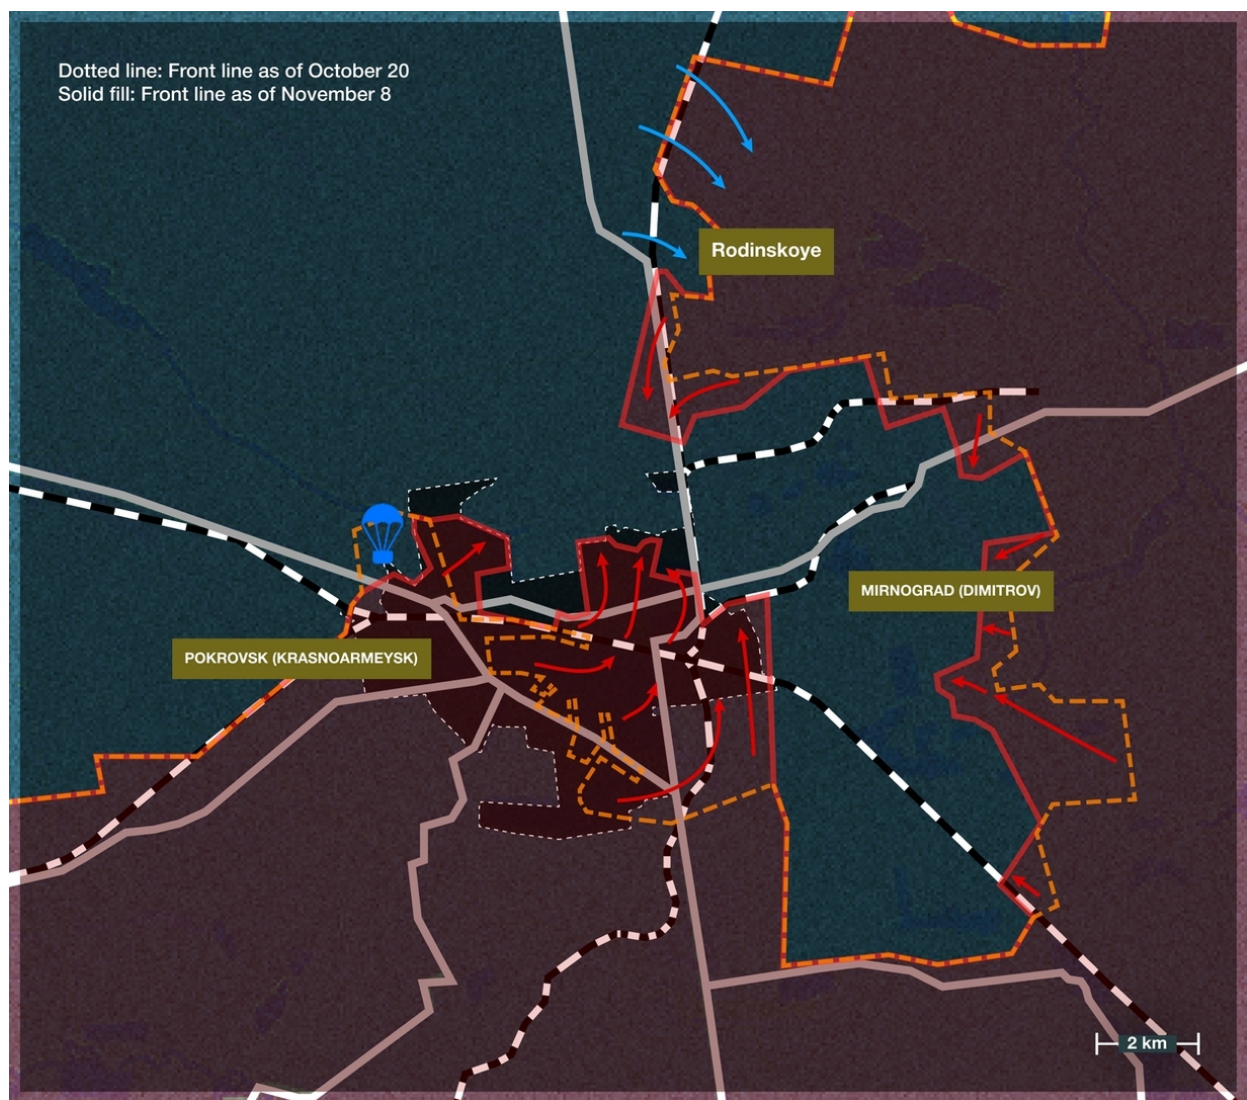 Dotted line: Front line as of October 20
Solid fill: Front line as of November 8
Rodinskoye
MIRNOGRAD (DIMITROV)
POKROVSK (KRASNOARMEYSK)
2 km